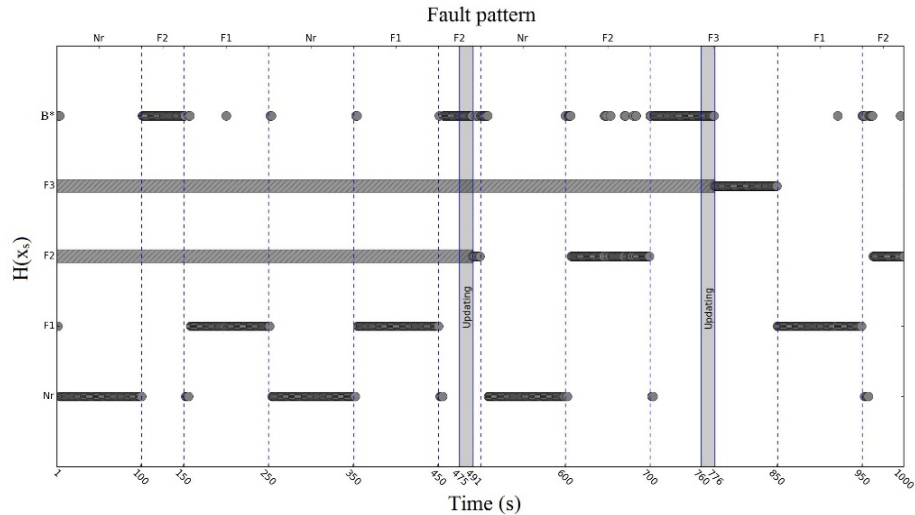 Fault pattern
Nr F2 F1 Nr F1 F2 Nr F2 F3 F1 F2
B*
F3
F2
F1
Nr
H(xs)
Updating
Updating
1 100 150 250 350 450 475 491 600 700 760 776 850 950 1000
Time (s)